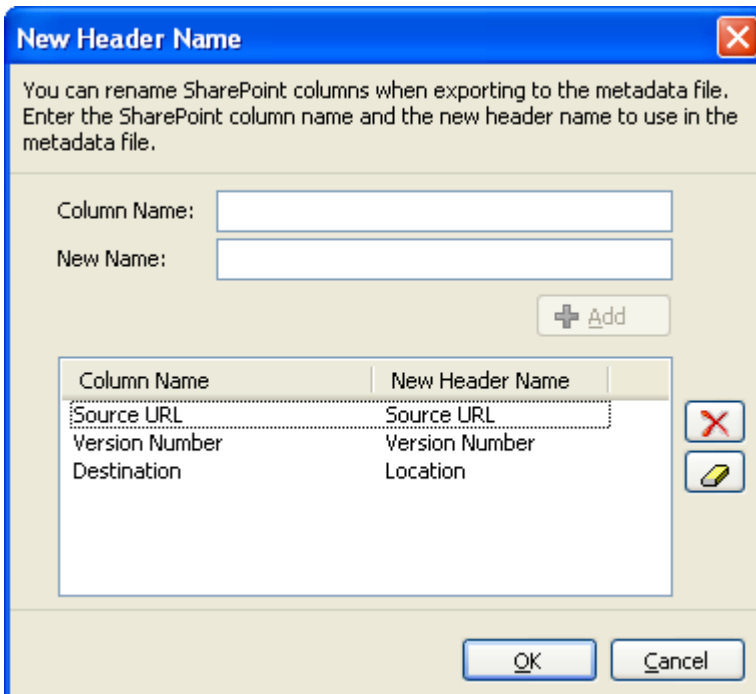 New Header Name
You can rename SharePoint columns when exporting to the metadata file.
Enter the SharePoint column name and the new header name to use in the
metadata file.
Column Name:
New Name:
Add
Column Name New Header Name
Source URL Source URL
Version Number Version Number
Destination Location
OK Cancel